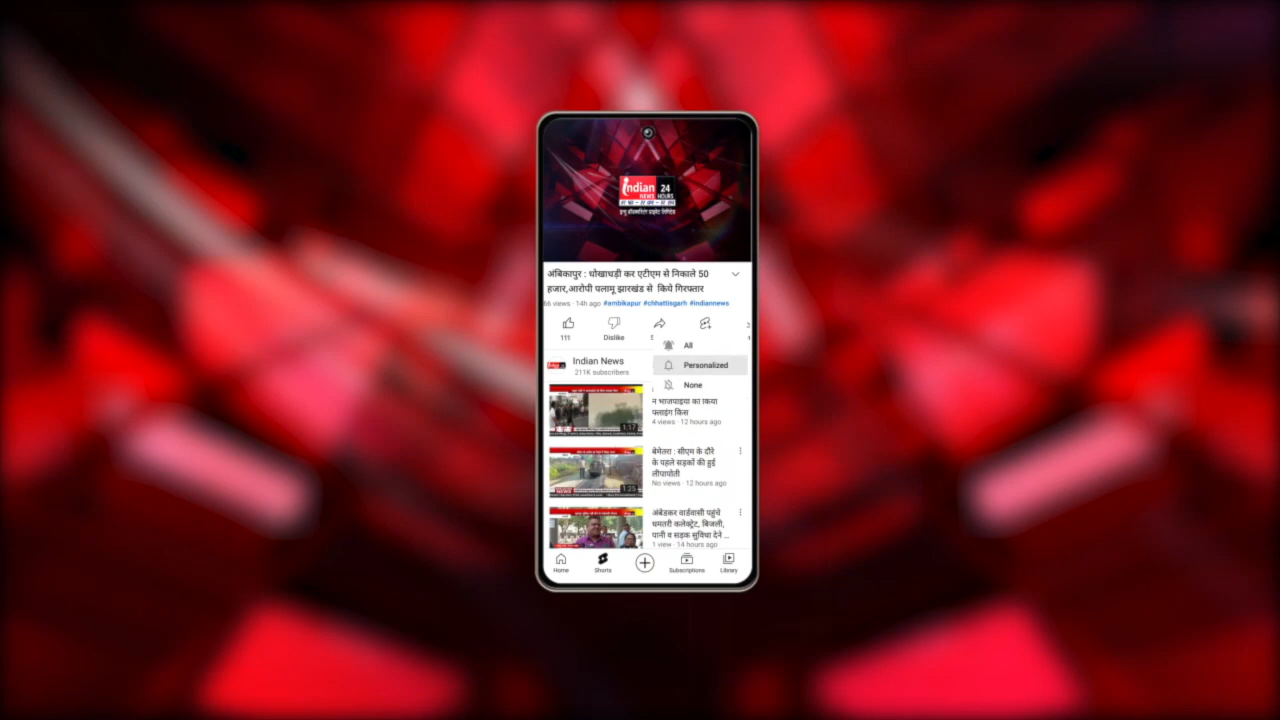 indian
NEWS
24
HOURS
अंबिकापुर : धोखाधड़ी कर एटीएम से निकाले 50
हजार,आरोपी पलामू झारखंड से किये गिरफ्तार
66 views · 14h ago #ambikapur #chhattisgarh #indiannews
111
Dislike
All
Indian News
211K subscribers
Personalized
None
न भाजपाइयों का किया
फ्लाइंग किस
4 views · 12 hours ago
1:17
बेमेतरा : सीएम के दौरे
के पहले सड़कों की हुई
लीपापोती
No views · 12 hours ago
1:25
अंबेडकर वार्डवासी पहुंचे
धमतरी कलेक्ट्रेट, बिजली,
पानी व सड़क सुविधा देने ...
1 view · 14 hours ago
Home
Shorts
Subscriptions
Library